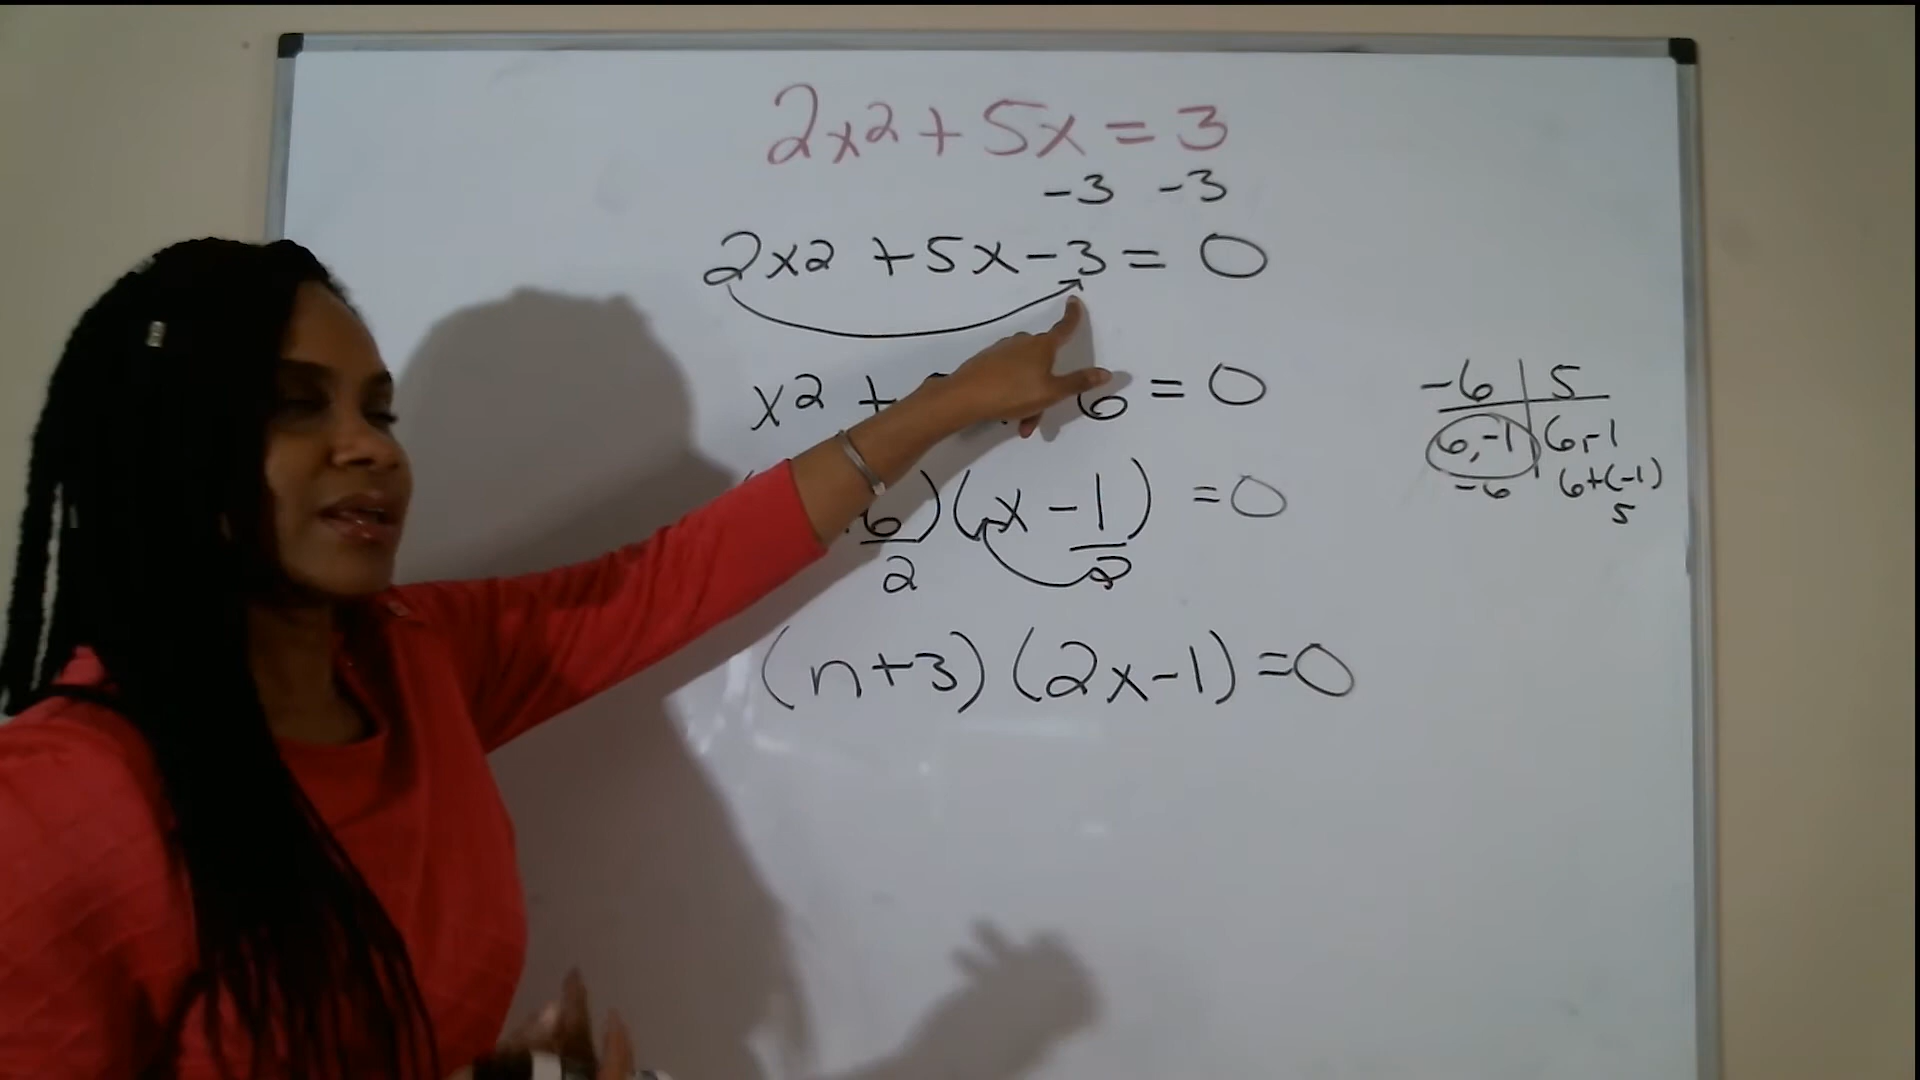 2x2 + 5x = 3
-3 -3
2x2 + 5x - 3 = 0
x2 + 6 = 0
-6 | 5
6, -1 | 6, -1
-6 6+(-1)
5
6) (x - 1) = 0
2 2
(n+3) (2x-1) = 0